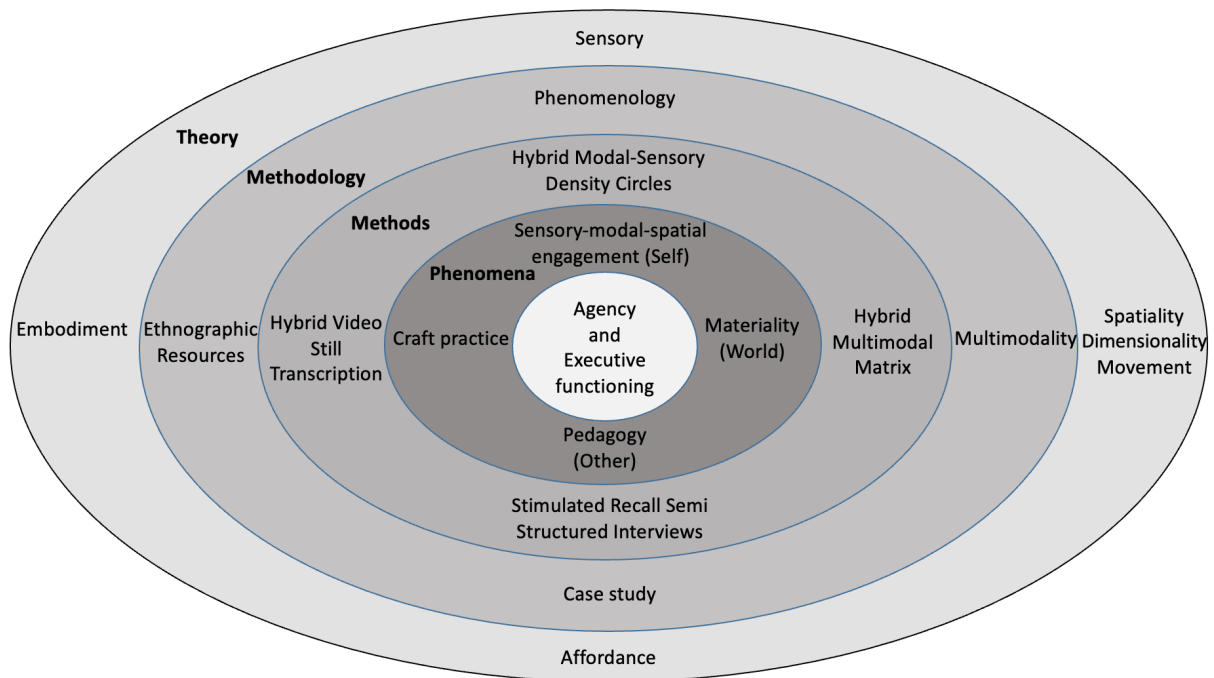 Sensory
Phenomenology
Theory
Methodology
Hybrid Modal-Sensory
Density Circles
Methods
Sensory-modal-spatial
engagement (Self)
Phenomena
Embodiment
Ethnographic
Resources
Hybrid Video
Still
Transcription
Craft practice
Agency
and
Executive
functioning
Materiality
(World)
Hybrid
Multimodal
Matrix
Multimodality
Spatiality
Dimensionality
Movement
Pedagogy
(Other)
Stimulated Recall Semi
Structured Interviews
Case study
Affordance